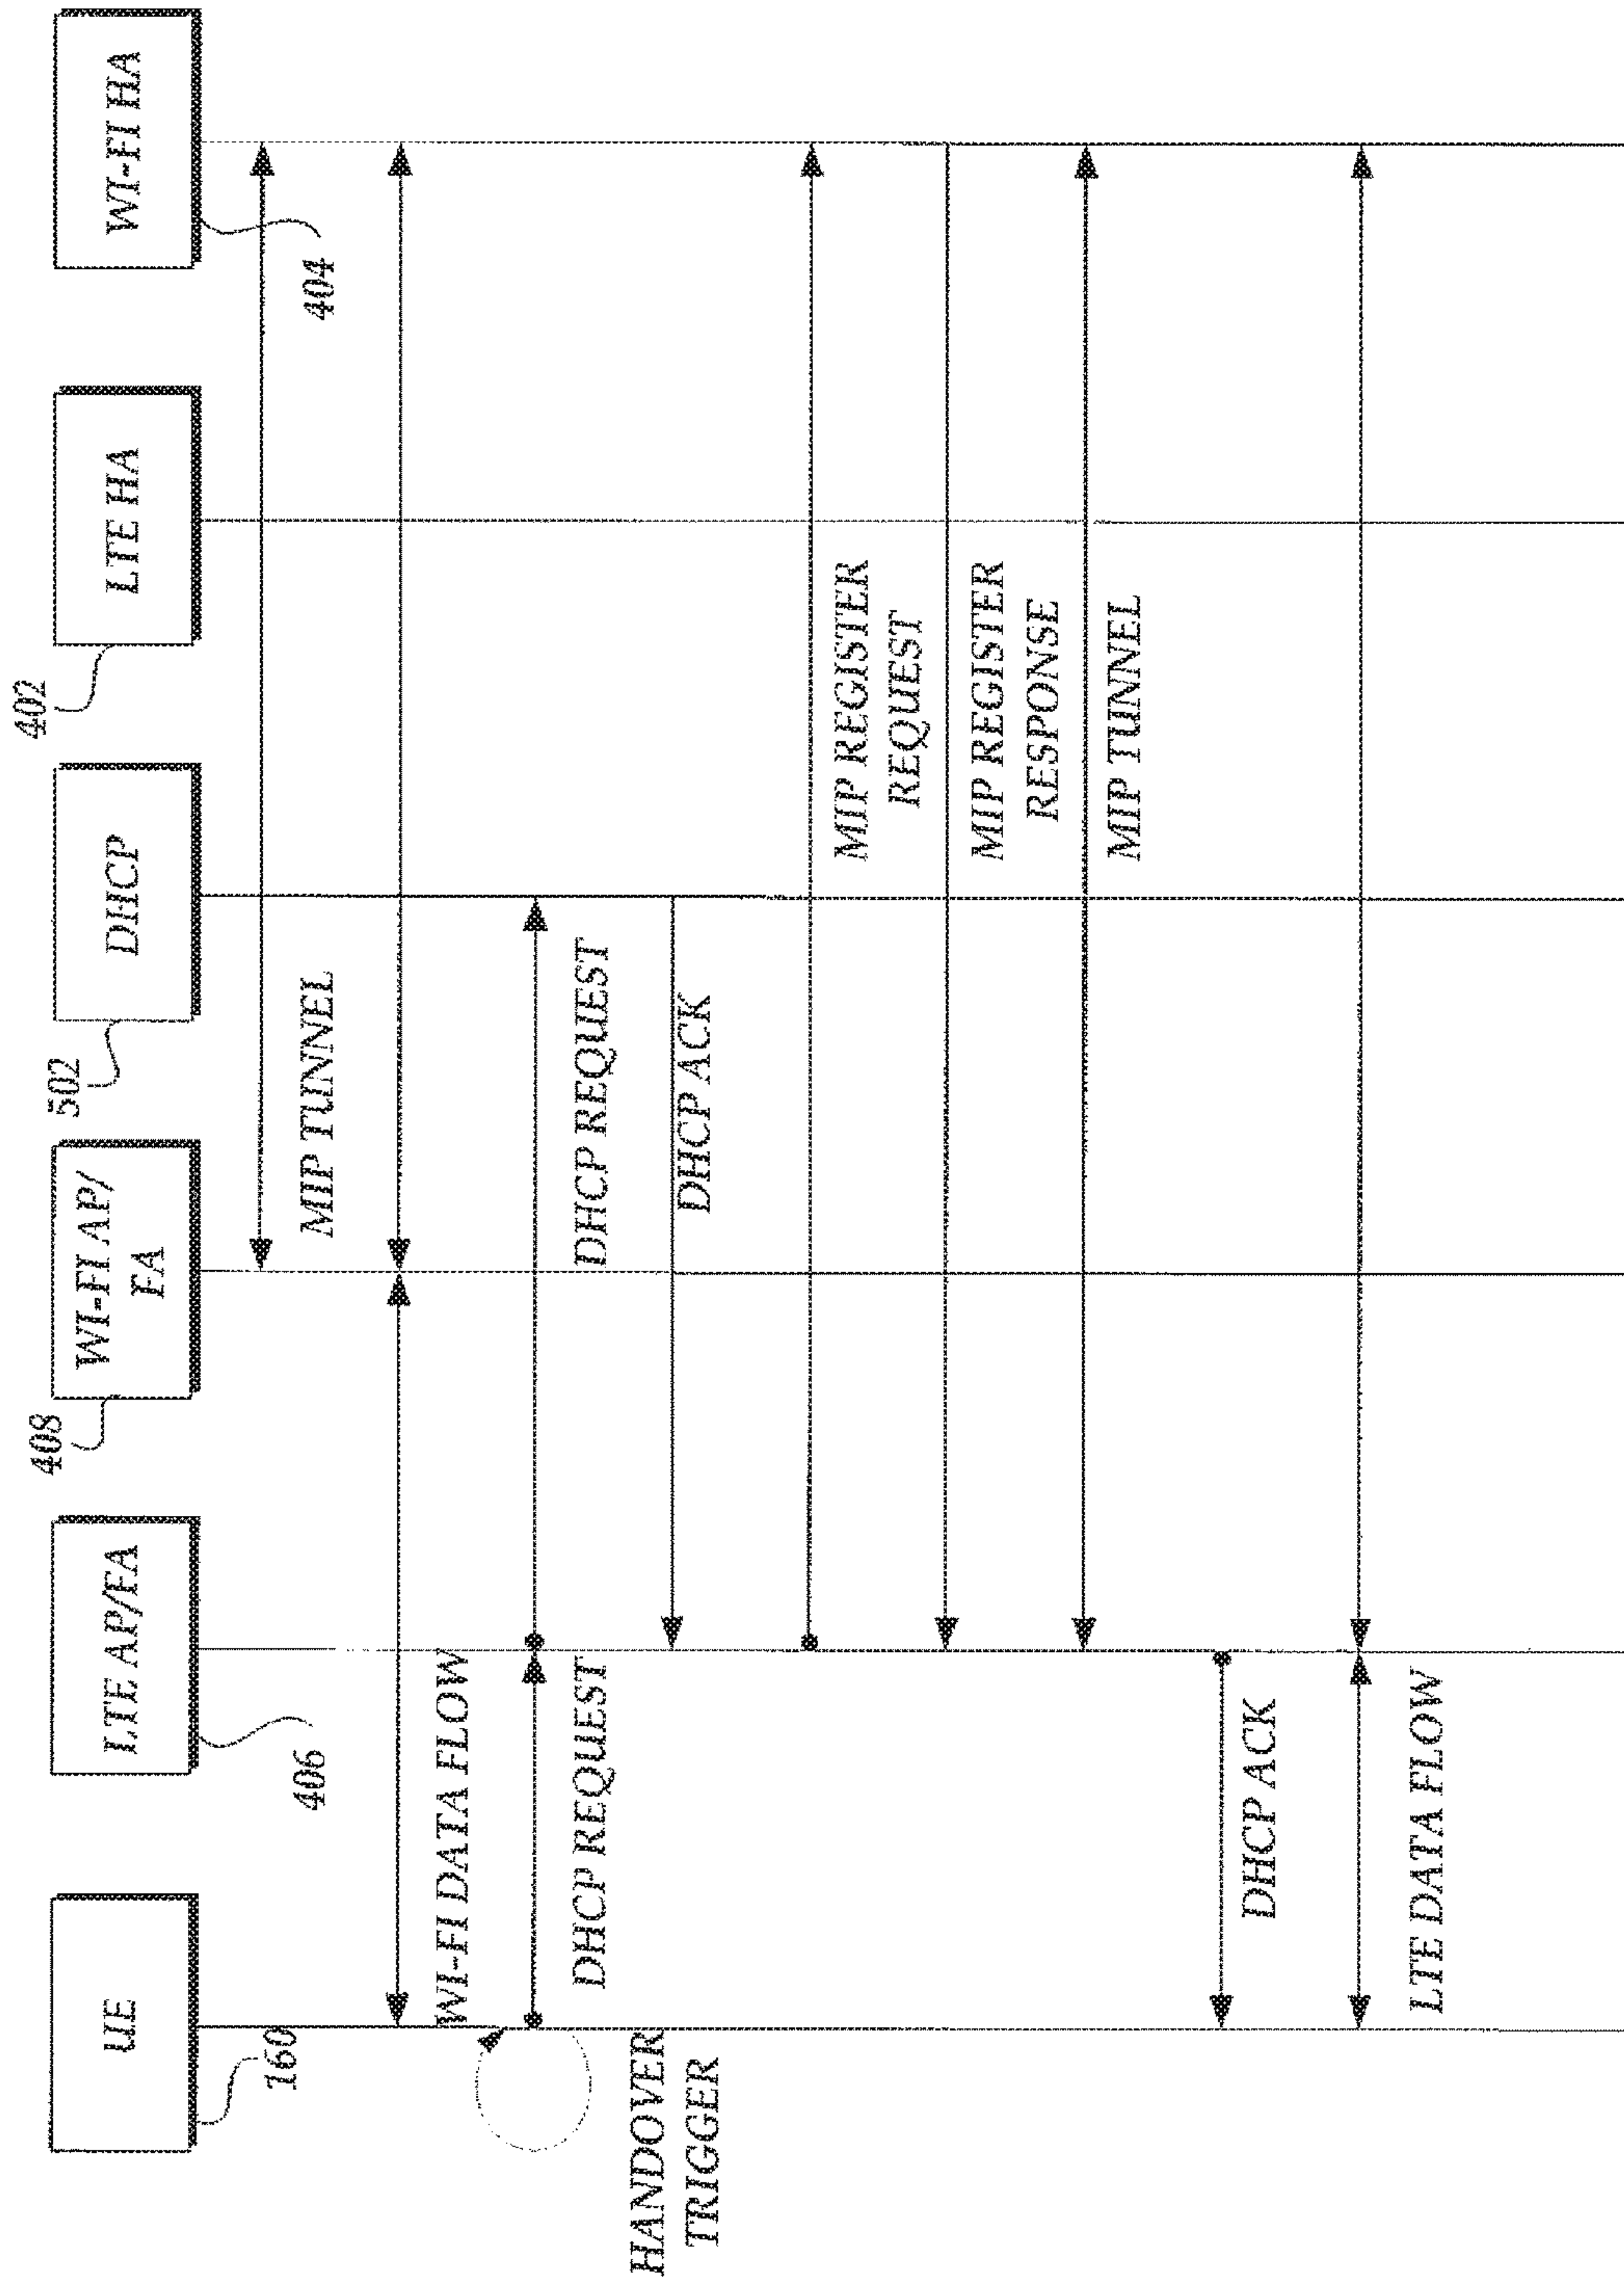 UE
160
LTE AP/FA
406
WI-FI AP/
FA
408
DHCP
502
LTE HA
402
WI-FI HA
404
MIP TUNNEL
WI-FI DATA FLOW
HANDOVER
TRIGGER
DHCP REQUEST
DHCP REQUEST
DHCP ACK
MIP REGISTER
REQUEST
MIP REGISTER
RESPONSE
MIP TUNNEL
DHCP ACK
LTE DATA FLOW